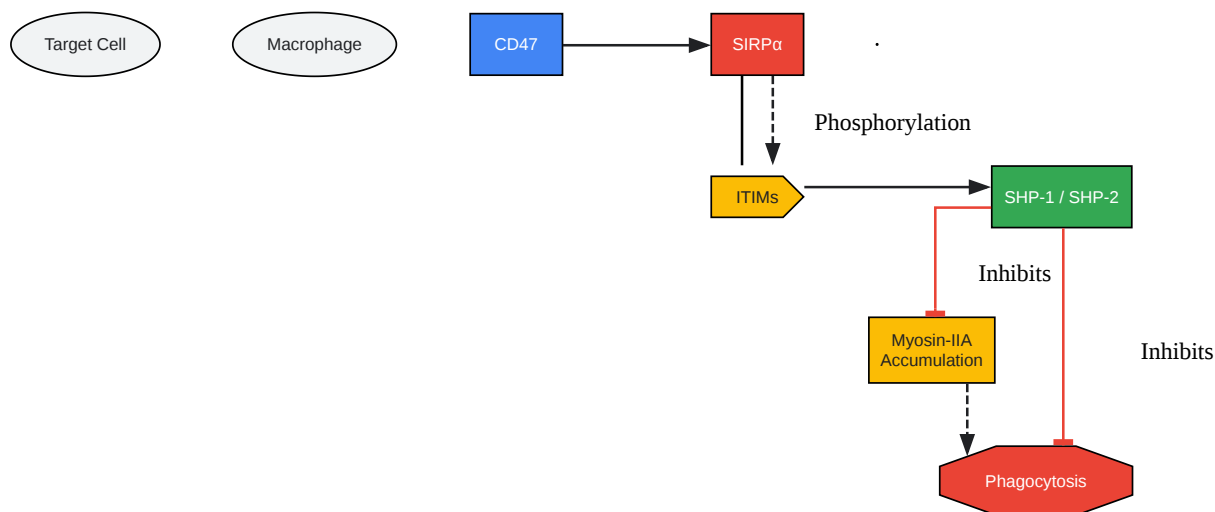 Target Cell
Macrophage
CD47
SIRPα
.
Phosphorylation
ITIMs
SHP-1 / SHP-2
Inhibits
Myosin-IIA
Accumulation
Inhibits
Phagocytosis